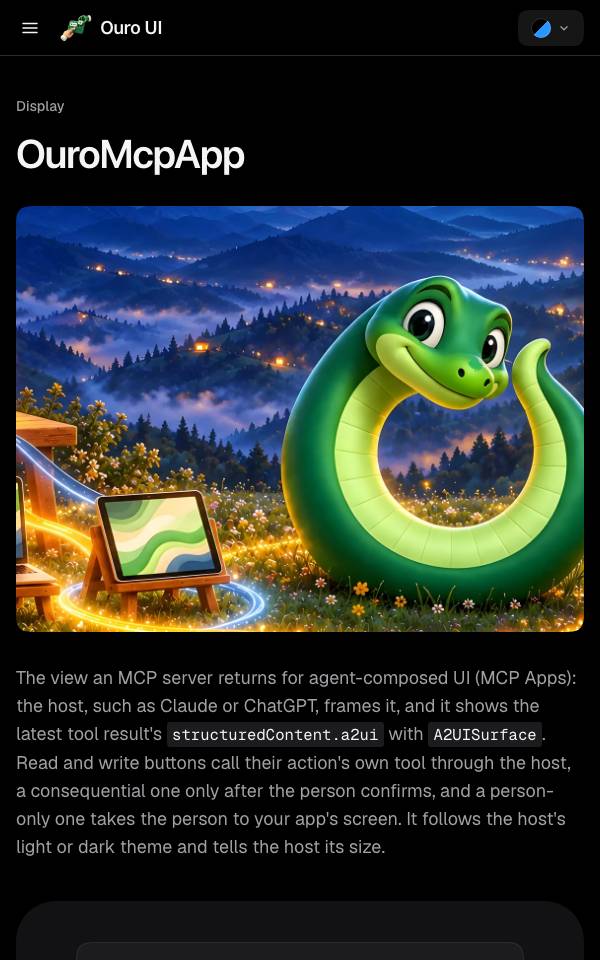 Ouro UI
Display
OuroMcpApp
The view an MCP server returns for agent-composed UI (MCP Apps):
the host, such as Claude or ChatGPT, frames it, and it shows the
latest tool result's structuredContent.a2ui with A2UISurface.
Read and write buttons call their action's own tool through the host,
a consequential one only after the person confirms, and a person-
only one takes the person to your app's screen. It follows the host's
light or dark theme and tells the host its size.